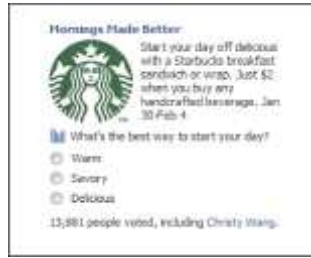 Mornings Made Better
Start your day off delicious
with a Starbucks breakfast
sandwich or wrap. Just $2
when you buy any
handcrafted beverage, Jan
30-Feb 4
What's the best way to start your day?
Warm
Savory
Delicious
13,881 people voted, including Christy Wang.